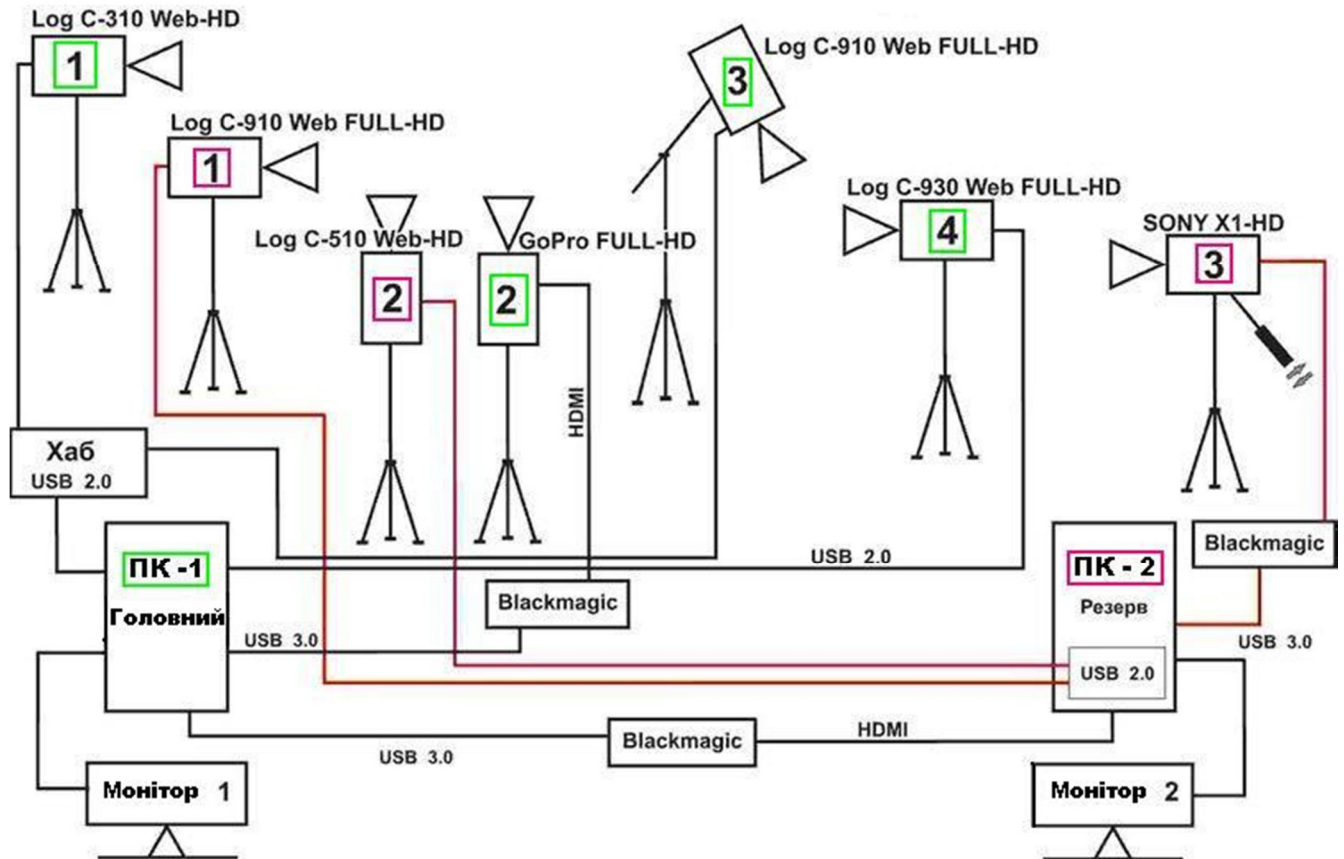 Log C-310 Web-HD
1
Log C-910 Web FULL-HD
3
Log C-910 Web FULL-HD
1
Log C-930 Web FULL-HD
4
SONY X1-HD
3
Log C-510 Web-HD
2
GoPro FULL-HD
2
HDMI
Хаб
USB 2.0
ПК -1
Головний
USB 2.0
Blackmagic
USB 3.0
ПК - 2
Резерв
USB 2.0
Blackmagic
USB 3.0
Blackmagic
USB 3.0
HDMI
Монітор 1
Монітор 2